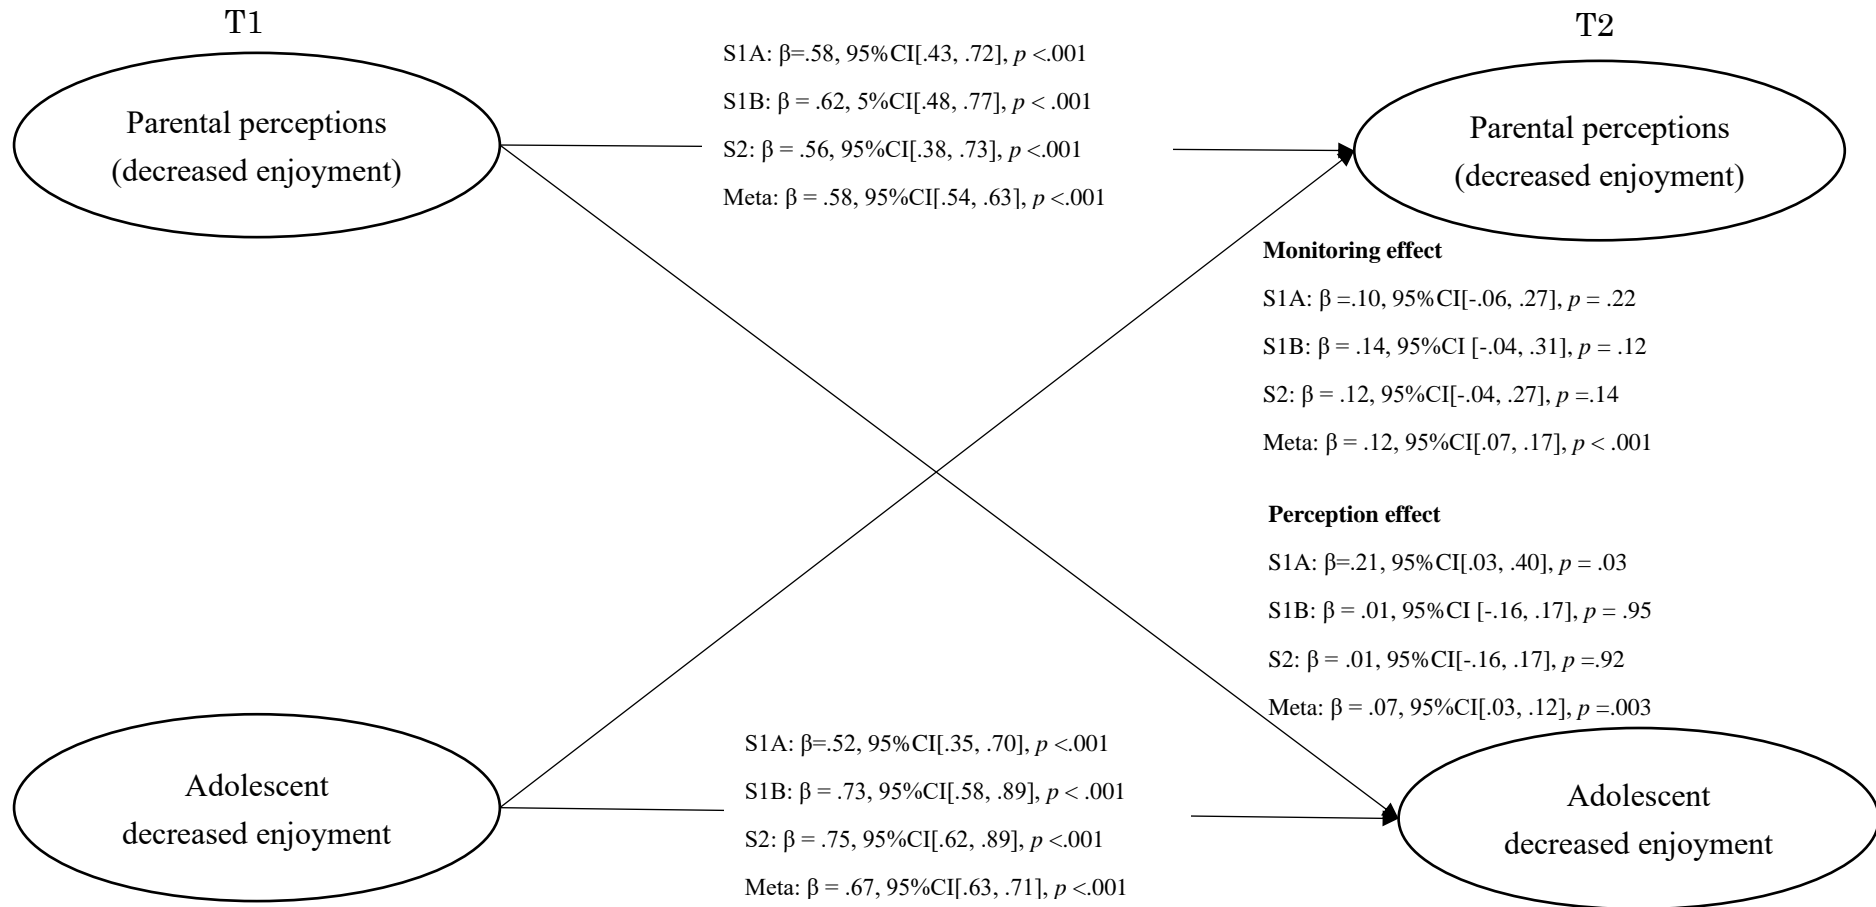 T1
T2
Parental perceptions
(decreased enjoyment)
S1A: β=.58, 95%CI[.43, .72], p <.001
S1B: β = .62, 5%CI[.48, .77], p < .001
S2: β = .56, 95%CI[.38, .73], p <.001
Meta: β = .58, 95%CI[.54, .63], p <.001
Parental perceptions
(decreased enjoyment)
Monitoring effect
S1A: β =.10, 95%CI[-.06, .27], p = .22
S1B: β = .14, 95%CI [-.04, .31], p = .12
S2: β = .12, 95%CI[-.04, .27], p =.14
Meta: β = .12, 95%CI[.07, .17], p < .001
Perception effect
S1A: β=.21, 95%CI[.03, .40], p = .03
S1B: β = .01, 95%CI [-.16, .17], p = .95
S2: β = .01, 95%CI[-.16, .17], p =.92
Meta: β = .07, 95%CI[.03, .12], p =.003
Adolescent
decreased enjoyment
S1A: β=.52, 95%CI[.35, .70], p <.001
S1B: β = .73, 95%CI[.58, .89], p < .001
S2: β = .75, 95%CI[.62, .89], p <.001
Meta: β = .67, 95%CI[.63, .71], p <.001
Adolescent
decreased enjoyment